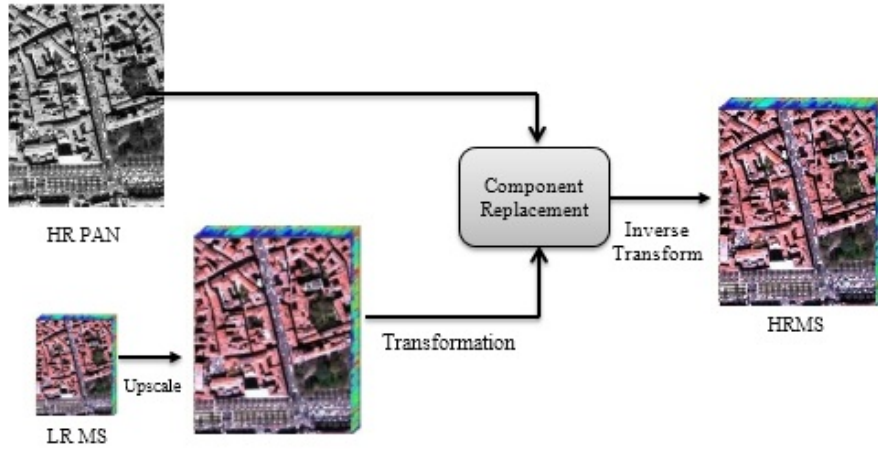 HR PAN
Component
Replacement
Inverse
Transform
HRMS
Transformation
Upscale
LR MS